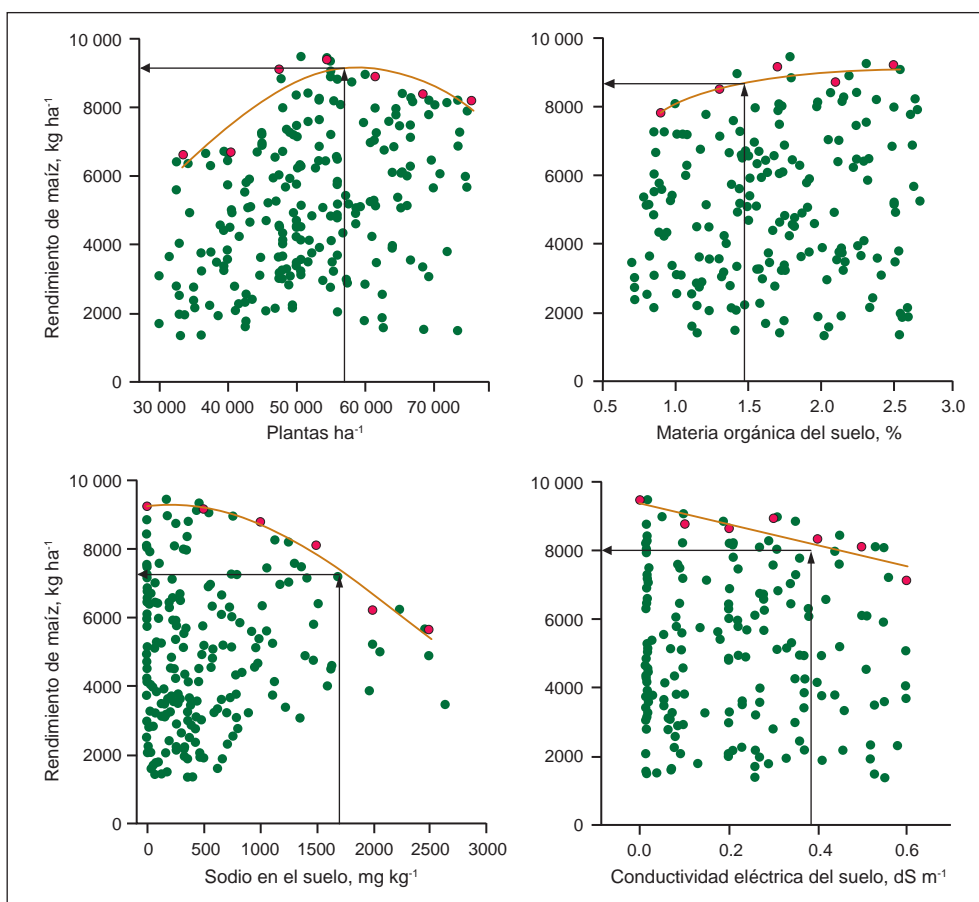 10 000
8000
6000
4000
2000
0
Rendimiento de maíz, kg ha-1
30 000 40 000 50 000 60 000 70 000
Plantas ha-1
10 000
8000
6000
4000
2000
0
0.5 1.0 1.5 2.0 2.5 3.0
Materia orgánica del suelo, %
10 000
8000
6000
4000
2000
0
Rendimiento de maíz, kg ha-1
0 500 1000 1500 2000 2500 3000
Sodio en el suelo, mg kg-1
10 000
8000
6000
4000
2000
0
0.0 0.2 0.4 0.6
Conductividad eléctrica del suelo, dS m-1